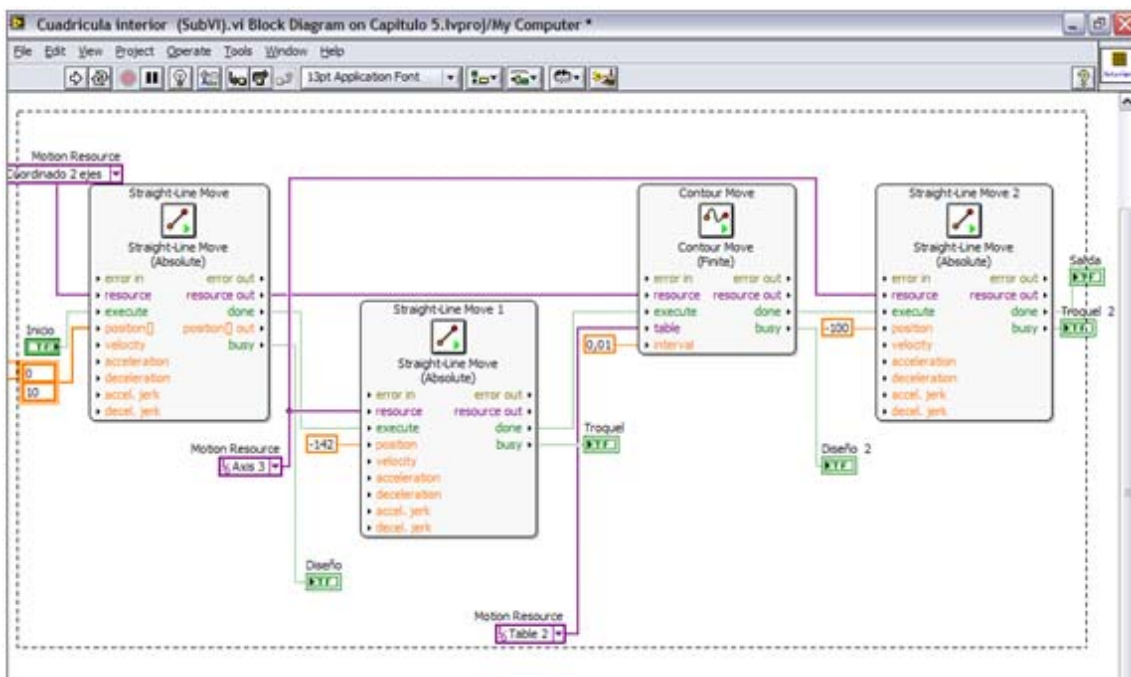 Cuadricula interior (SubVI).vi Block Diagram on Capitulo 5.lvproj/My Computer *
File Edit View Project Operate Tools Window Help
13pt Application Font
Motion Resource
Coordinado 2 ejes
Straight-Line Move
Straight-Line Move
(Absolute)
error in error out
resource resource out
execute done
position[] position[] out
velocity busy
acceleration
deceleration
accel. jerk
decel. jerk
Inicio
TF
0
10
Motion Resource
Axis 3
Straight-Line Move 1
Straight-Line Move
(Absolute)
error in error out
resource resource out
execute done
position busy
velocity
acceleration
deceleration
accel. jerk
decel. jerk
-142
Troquel
TF
Diseño
TF
Motion Resource
Table 2
Contour Move
Contour Move
(Finite)
error in error out
resource resource out
execute done
table busy
interval
0,01
Diseño 2
TF
Straight-Line Move 2
Straight-Line Move
(Absolute)
error in error out
resource resource out
execute done
position busy
velocity
acceleration
deceleration
accel. jerk
decel. jerk
-100
Salida
TF
Troquel 2
TF